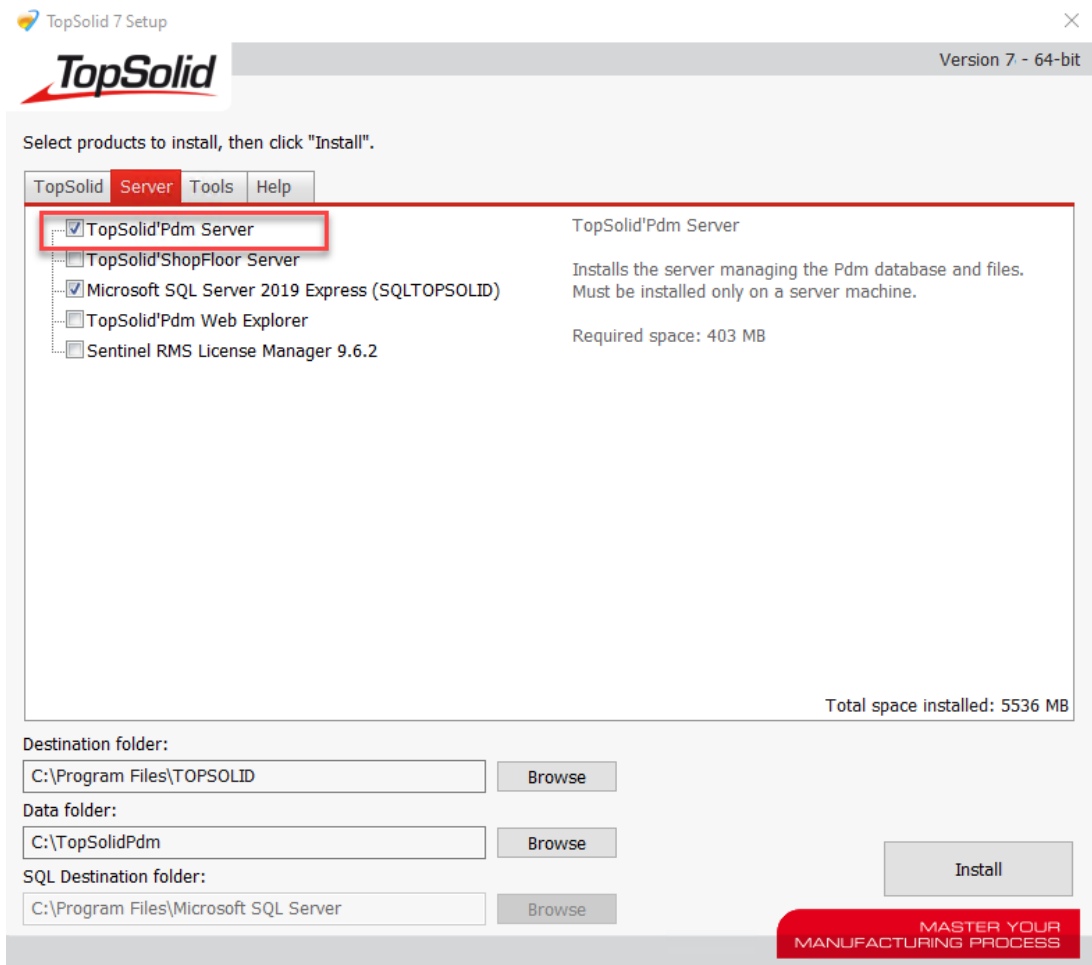 TopSolid 7 Setup
TopSolid
Version 7 - 64-bit
Select products to install, then click "Install".
TopSolid Server Tools Help
TopSolid'Pdm Server
TopSolid'ShopFloor Server
Microsoft SQL Server 2019 Express (SQLTOPSOLID)
TopSolid'Pdm Web Explorer
Sentinel RMS License Manager 9.6.2
TopSolid'Pdm Server
Installs the server managing the Pdm database and files.
Must be installed only on a server machine.
Required space: 403 MB
Total space installed: 5536 MB
Destination folder:
C:\Program Files\TOPSOLID
Browse
Data folder:
C:\TopSolidPdm
Browse
SQL Destination folder:
C:\Program Files\Microsoft SQL Server
Browse
Install
MASTER YOUR
MANUFACTURING PROCESS